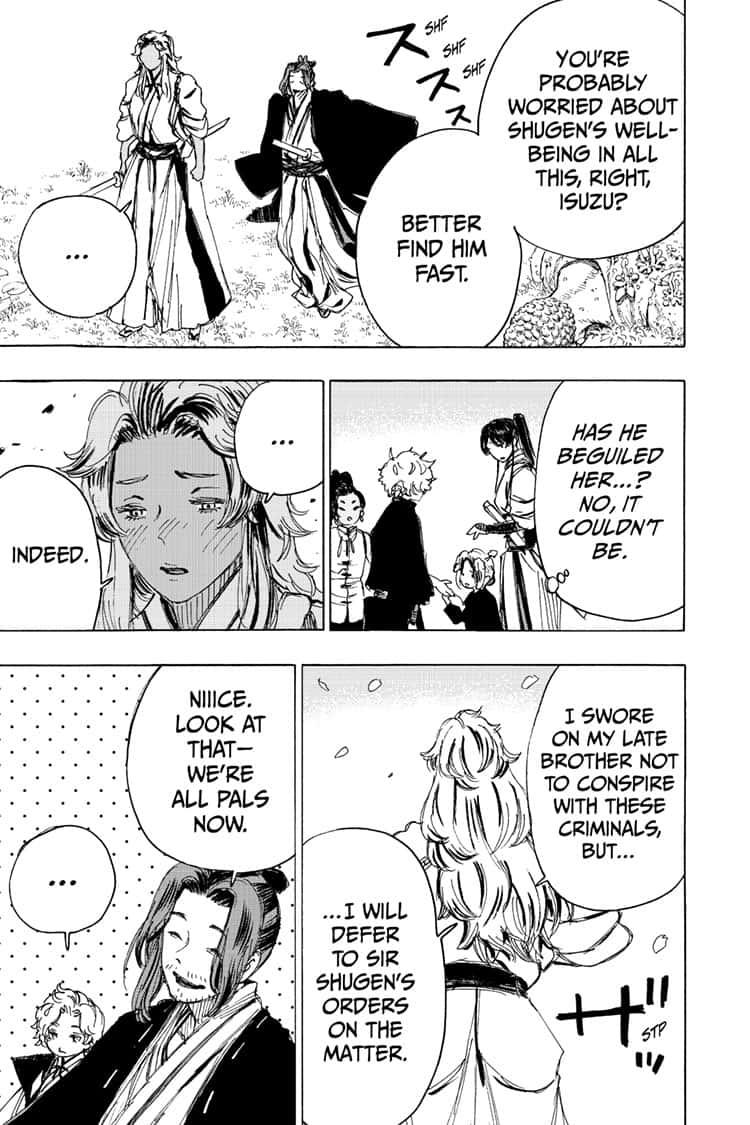 YOU'RE
PROBABLY
WORRIED ABOUT
SHUGEN'S WELL-
BEING IN ALL
THIS, RIGHT,
ISUZU?
SHF
SHF
SHF
ススス
BETTER
FIND HIM
FAST.
...
HAS HE
BEGUILED
HER...?
NO, IT
COULDN'T
BE.
...
INDEED.
I SWORE
ON MY LATE
BROTHER NOT
TO CONSPIRE
WITH THESE
CRIMINALS,
BUT...
...I WILL
DEFER
TO SIR
SHUGEN'S
ORDERS
ON THE
MATTER.
ザ
STP
NIIICE.
LOOK AT
THAT—
WE'RE
ALL PALS
NOW.
...